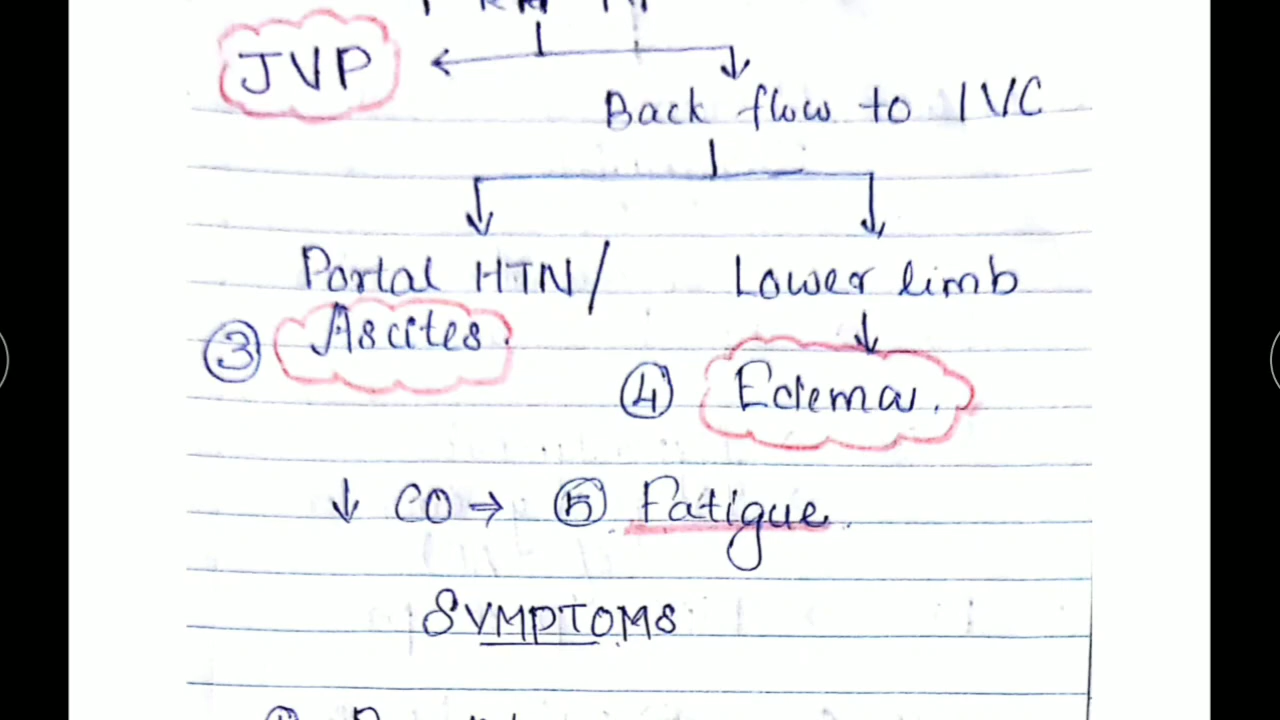 JVP ←
↓
Back flow to IVC
↓ ↓
Portal HTN/ Lower limb
↓
③ Ascites.
④ Edema.
↓ CO → ⑤ Fatigue.
SYMPTOMS